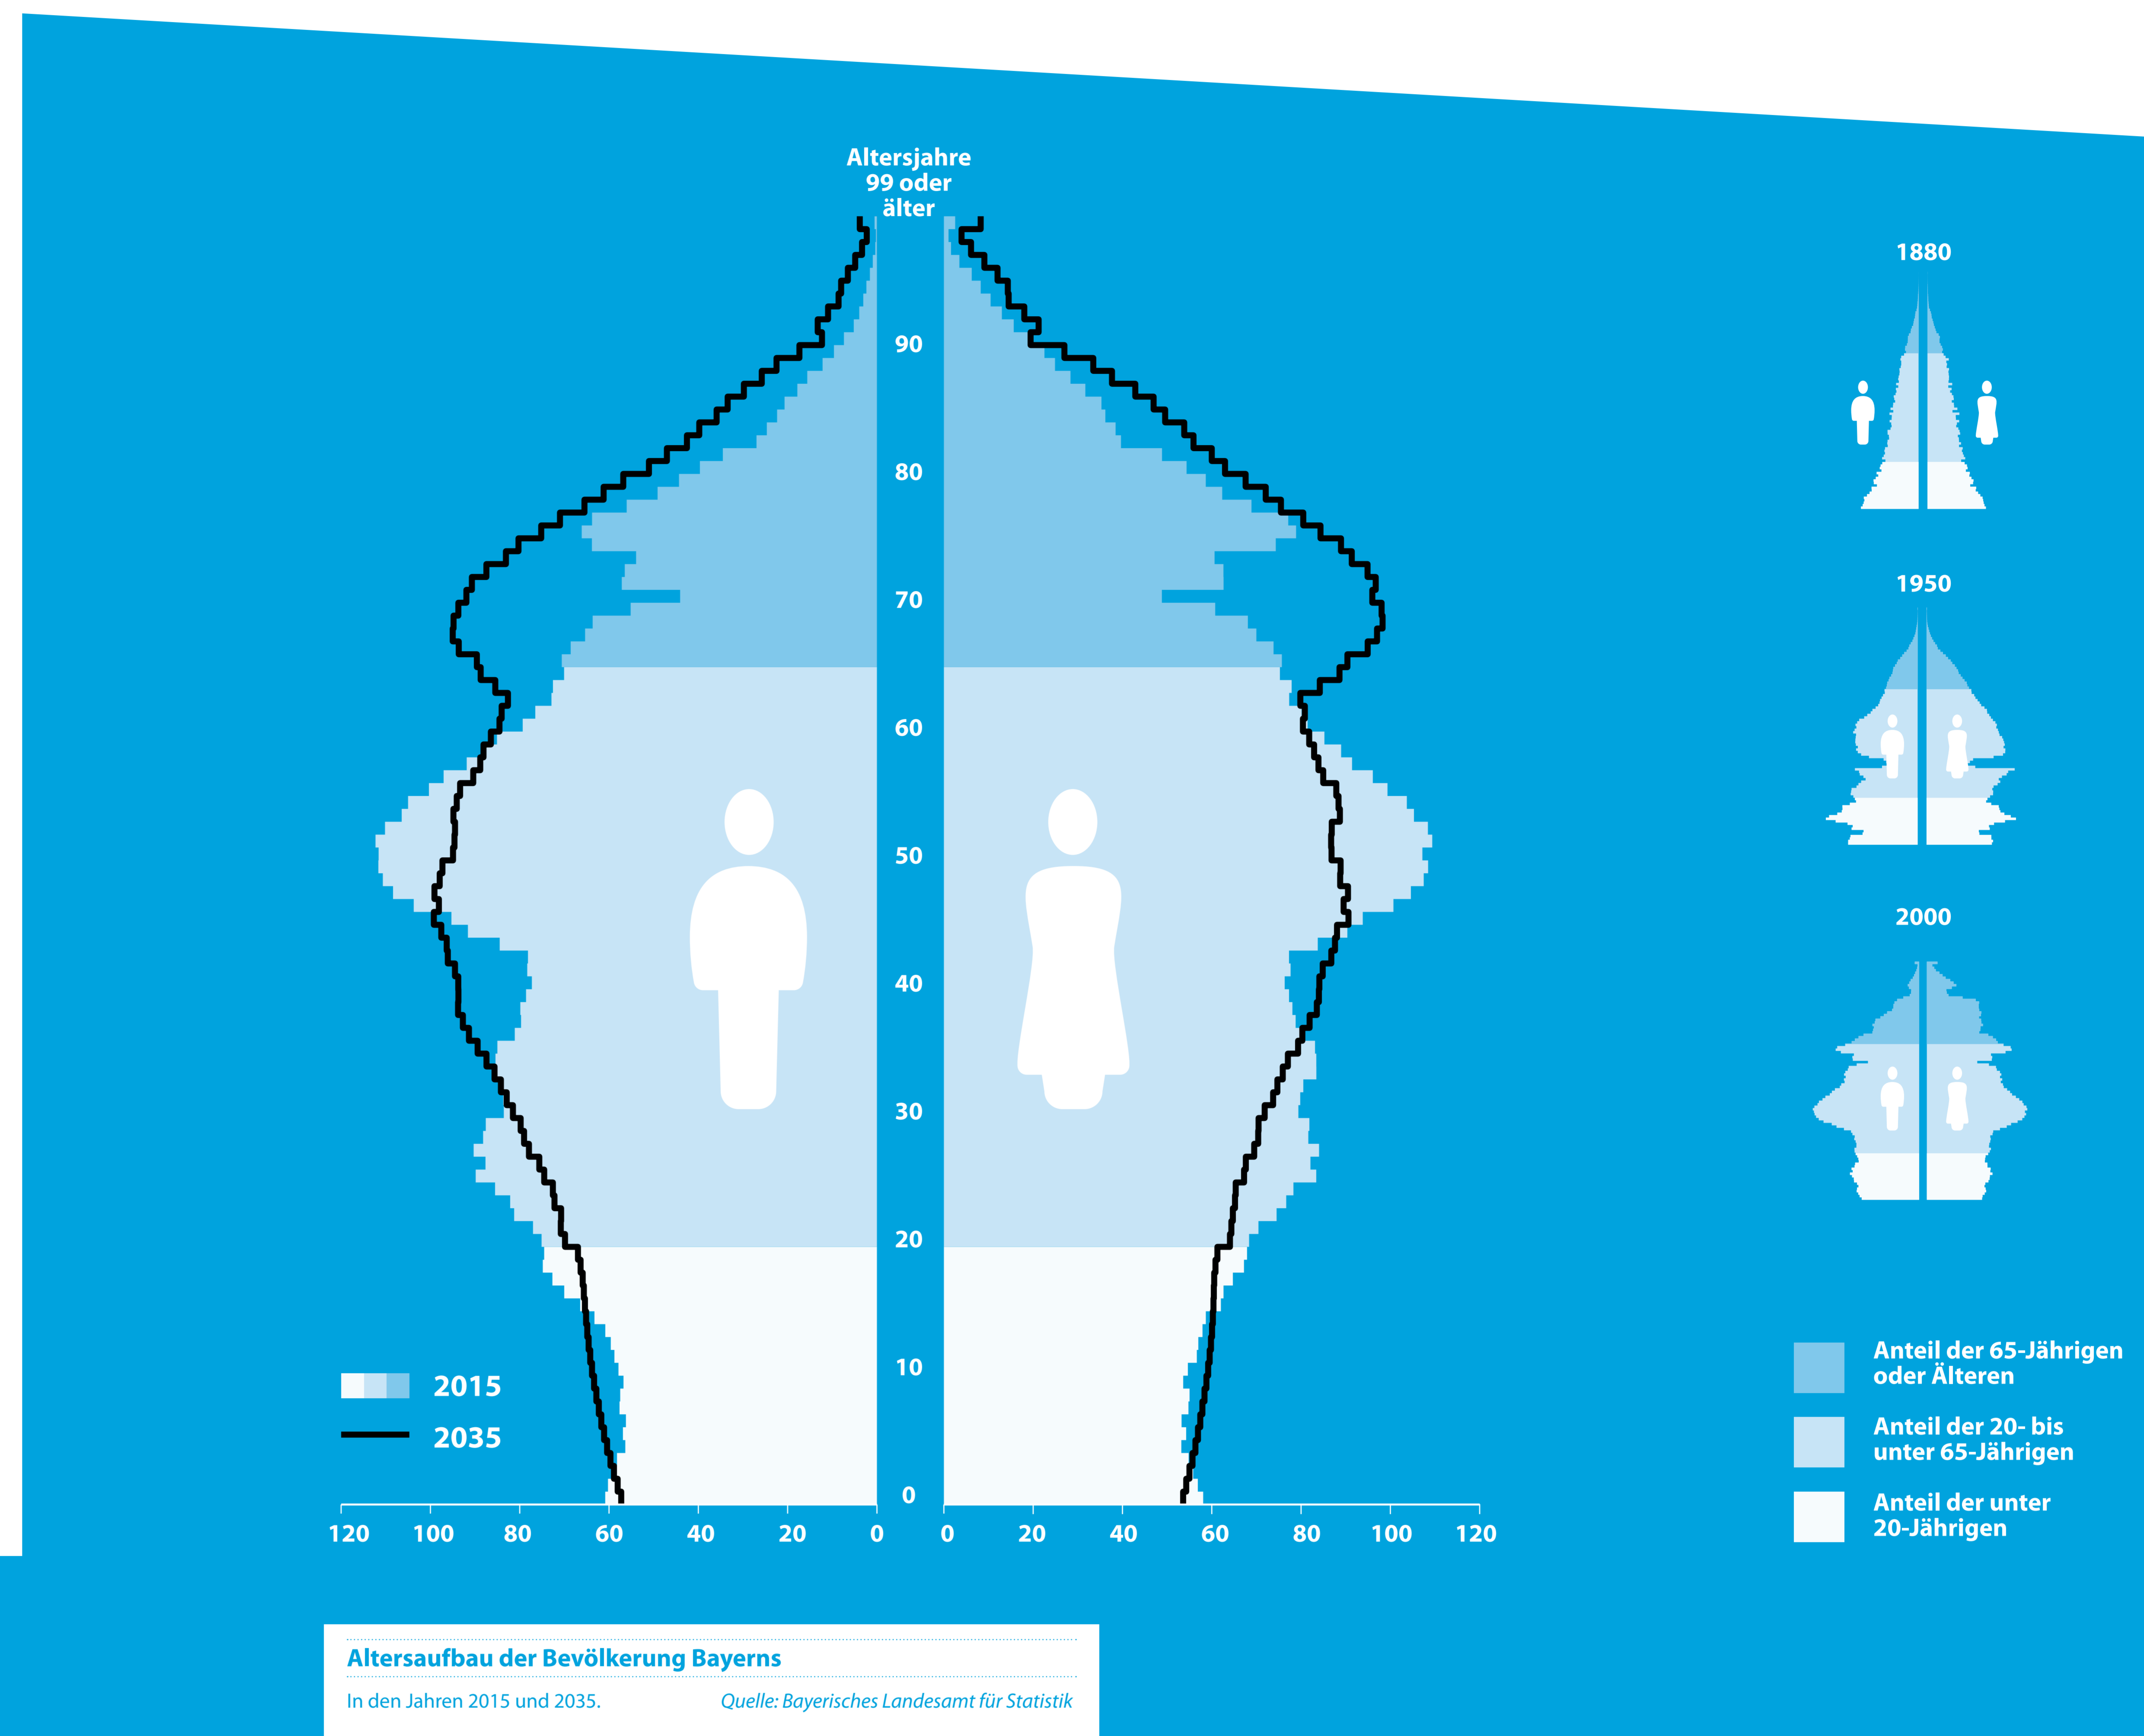 Altersjahre
99 oder
älter
90
80
70
60
50
40
30
20
10
0
120 100 80 60 40 20 0 0 20 40 60 80 100 120
2015
2035
1880
1950
2000
Anteil der 65-Jährigen
oder Älteren
Anteil der 20- bis
unter 65-Jährigen
Anteil der unter
20-Jährigen
Altersaufbau der Bevölkerung Bayerns
In den Jahren 2015 und 2035. Quelle: Bayerisches Landesamt für Statistik